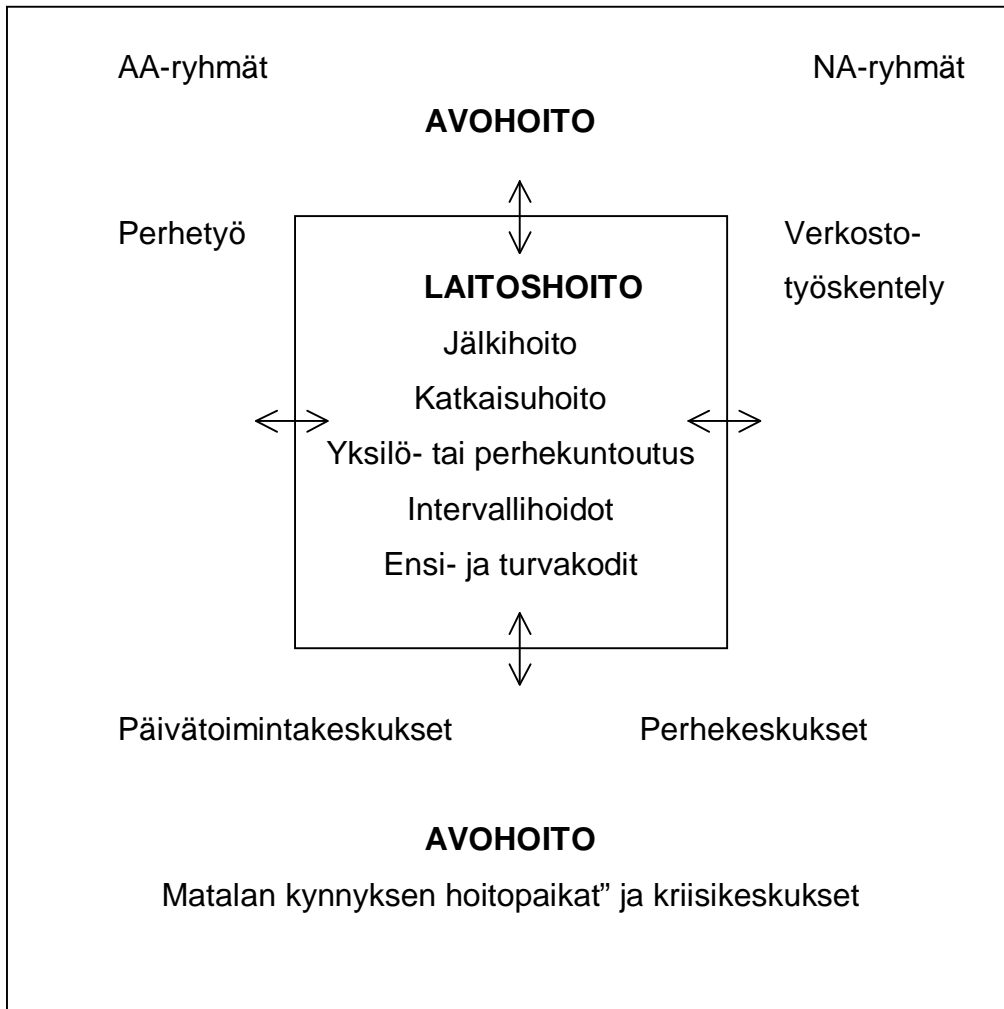 AA-ryhmät NA-ryhmät
AVOHOITO
Perhetyö Verkosto-
LAITOSHOITO työskentely
Jälkihoito
Katkaisuhoito
Yksilö- tai perhekuntoutus
Intervallihoidot
Ensi- ja turvakodit
Päivätoimintakeskukset Perhekeskukset
AVOHOITO
Matalan kynnyksen hoitopaikat” ja kriisikeskukset